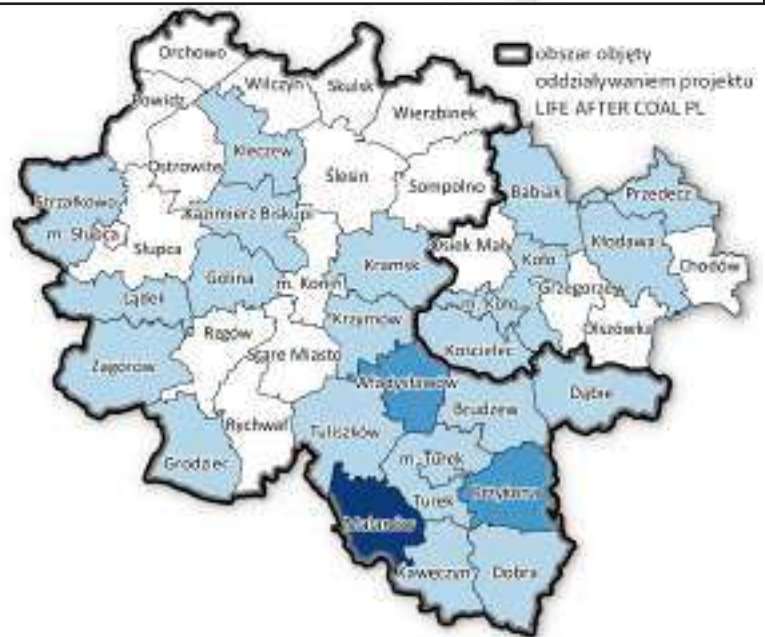 obszar objęty
oddziaływaniem projektu
LIFE AFTER COAL PL
Orchowo
Powidz
Wilczyn
Skulsk
Wierzbinek
Ostrowite
Kleczew
Ślesin
Sompolno
Strzałkowo
m. Słupca
Słupca
Kazimierz Biskupi
Babiak
Przedecz
Osiek Mały
Kłodawa
Chodów
Golina
m. Konin
Kramsk
Koło
Grzegorzew
Lądek
m. Koło
Olszówka
Krzymów
Rzgów
Stare Miasto
Kościelec
Zagórów
Władysławów
Dąbie
Brudzew
Rychwał
Tuliszków
Grodziec
m. Turek
Turek
Przykona
Malanów
Kawęczyn
Dobra